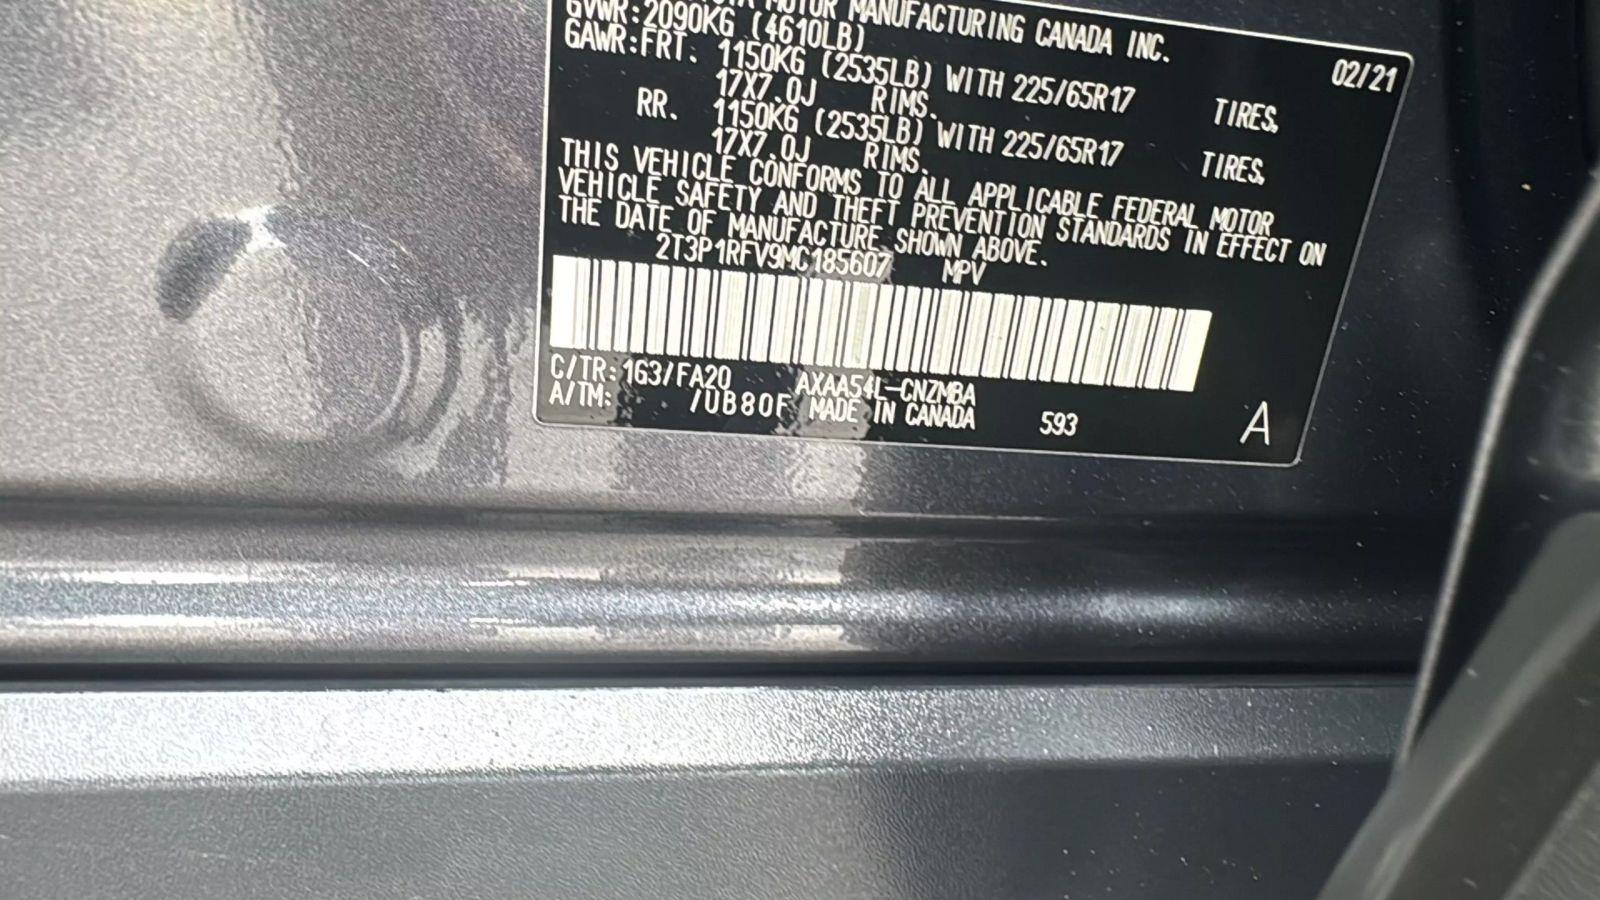 MOTOR MANUFACTURING CANADA INC.
GVWR:2090KG (4610LB) 02/21
GAWR:FRT. 1150KG (2535LB) WITH 225/65R17 TIRES,
17X7.0J RIMS.
RR. 1150KG (2535LB) WITH 225/65R17 TIRES,
17X7.0J RIMS.
THIS VEHICLE CONFORMS TO ALL APPLICABLE FEDERAL MOTOR
VEHICLE SAFETY AND THEFT PREVENTION STANDARDS IN EFFECT ON
THE DATE OF MANUFACTURE SHOWN ABOVE.
2T3P1RFV9MC185607 MPV
C/TR:1G3/FA20 AXAA54L-CNZMBA
A/TM: /UB80F MADE IN CANADA 593 A